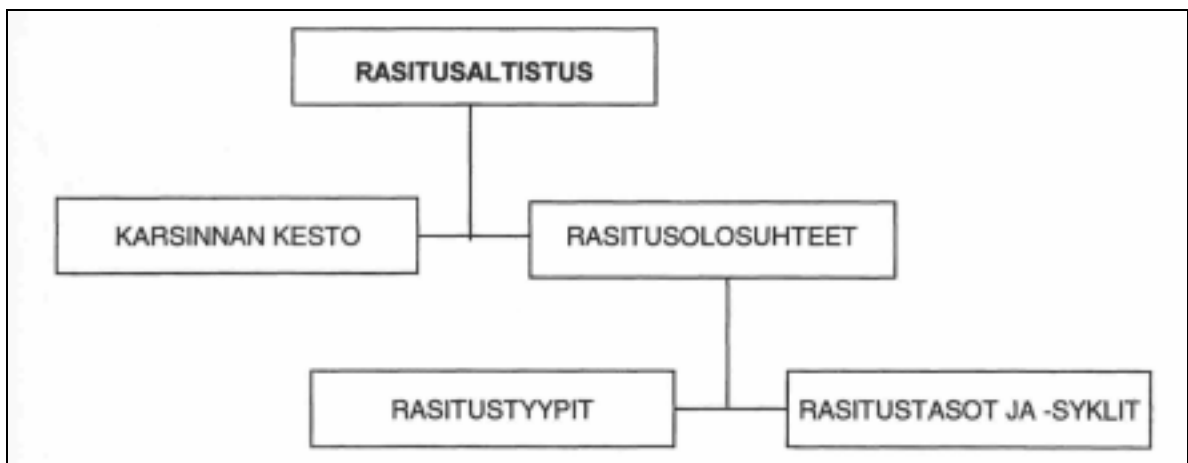 RASITUSALTISTUS
KARSINNAN KESTO
RASITUSOLOSUHTEET
RASITUSTYYPIT
RASITUSTASOT JA -SYKLIT